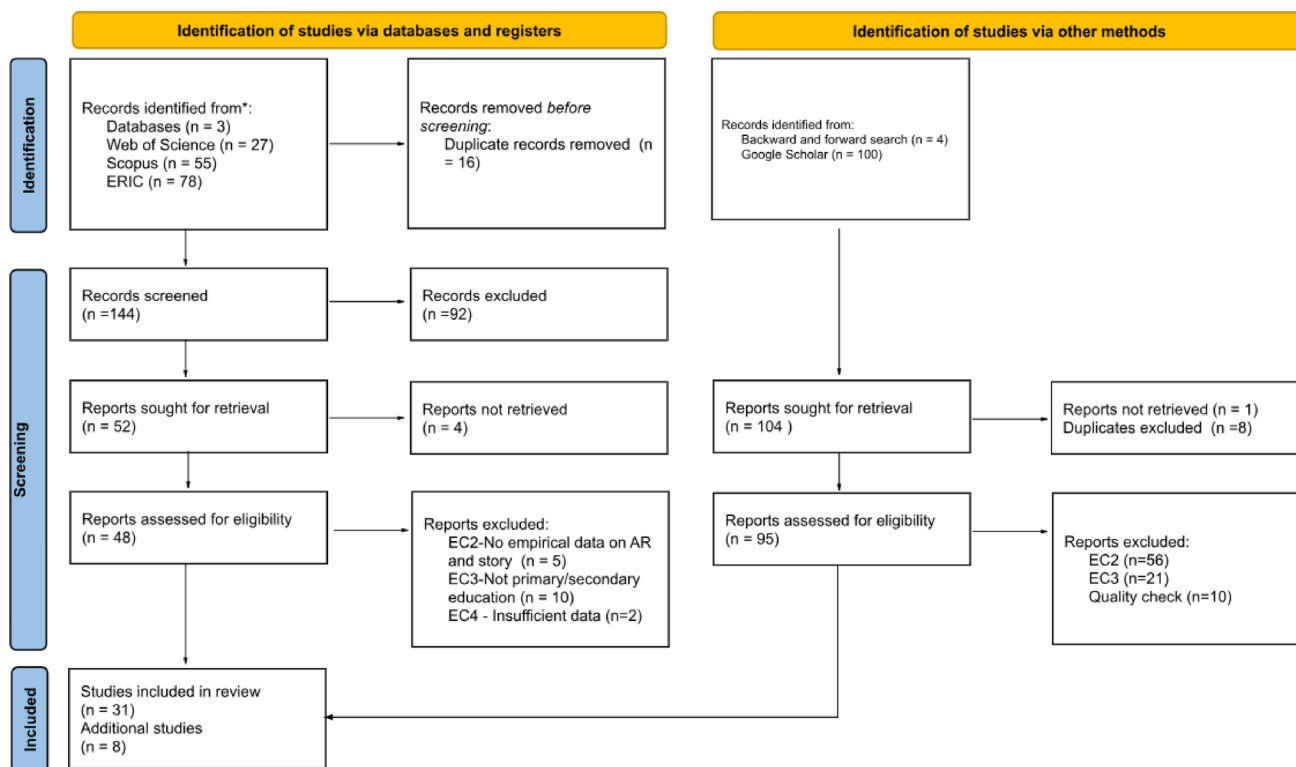 Identification of studies via databases and registers
Identification of studies via other methods
Identification
Records identified from*:
Databases (n = 3)
Web of Science (n = 27)
Scopus (n = 55)
ERIC (n = 78)
Records removed before
screening:
Duplicate records removed (n
= 16)
Records identified from:
Backward and forward search (n = 4)
Google Scholar (n = 100)
Screening
Records screened
(n =144)
Records excluded
(n =92)
Reports sought for retrieval
(n = 52)
Reports not retrieved
(n = 4)
Reports sought for retrieval
(n = 104 )
Reports not retrieved (n = 1)
Duplicates excluded (n =8)
Reports assessed for eligibility
(n = 48)
Reports excluded:
EC2-No empirical data on AR
and story (n = 5)
EC3-Not primary/secondary
education (n = 10)
EC4 - Insufficient data (n=2)
Reports assessed for eligibility
(n = 95)
Reports excluded:
EC2 (n=56)
EC3 (n=21)
Quality check (n=10)
Included
Studies included in review
(n = 31)
Additional studies
(n = 8)